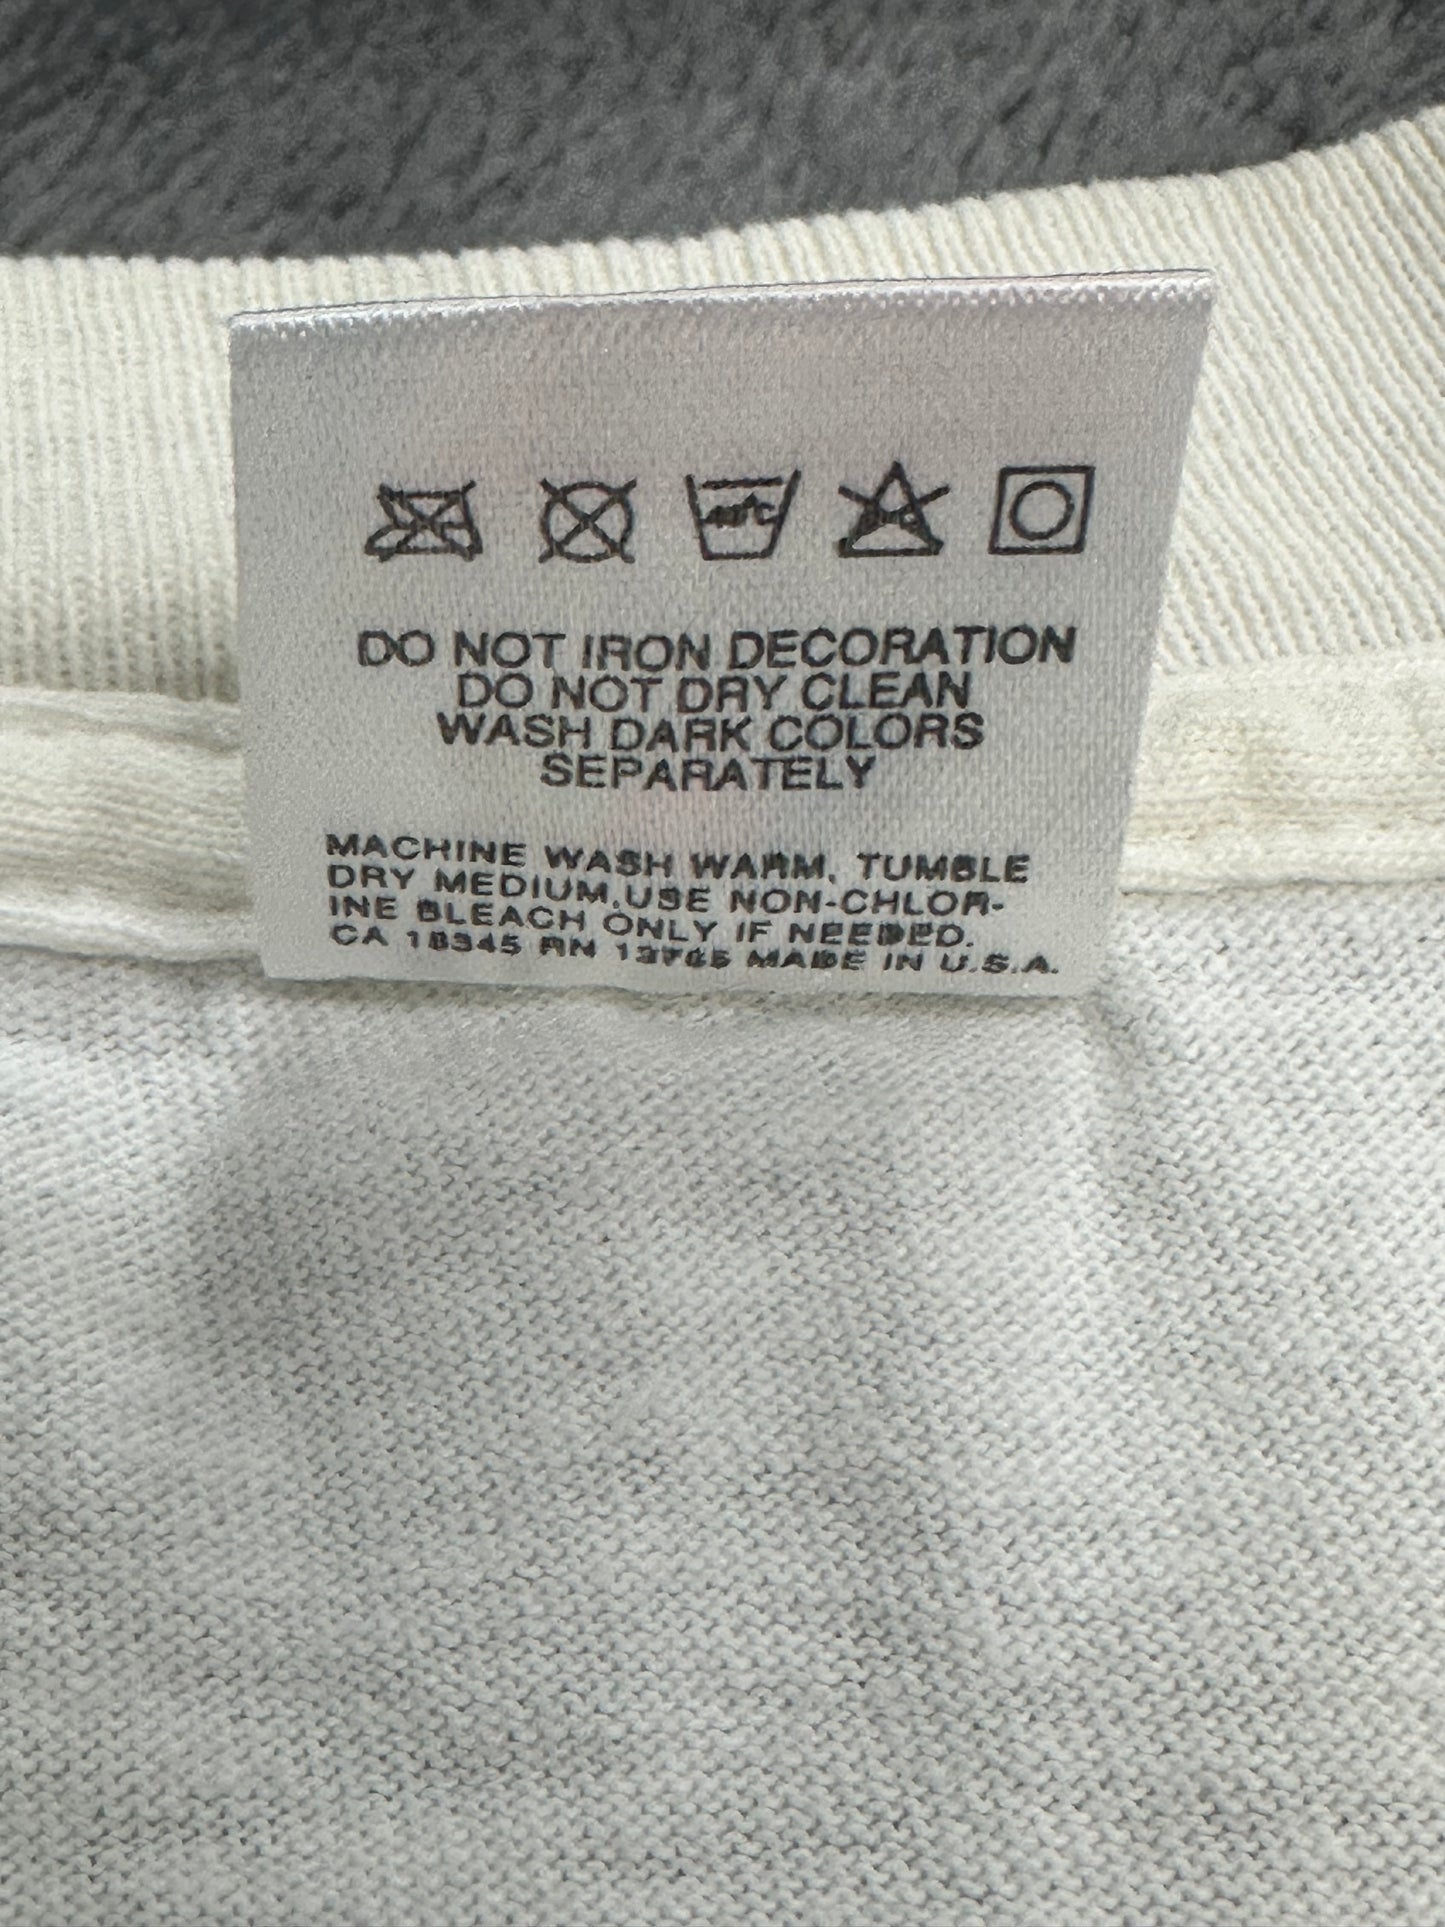 40°C
DO NOT IRON DECORATION
DO NOT DRY CLEAN
WASH DARK COLORS
SEPARATELY
MACHINE WASH WARM, TUMBLE
DRY MEDIUM.USE NON-CHLOR-
INE BLEACH ONLY IF NEEDED.
CA 18345 RN 13765 MADE IN U.S.A.